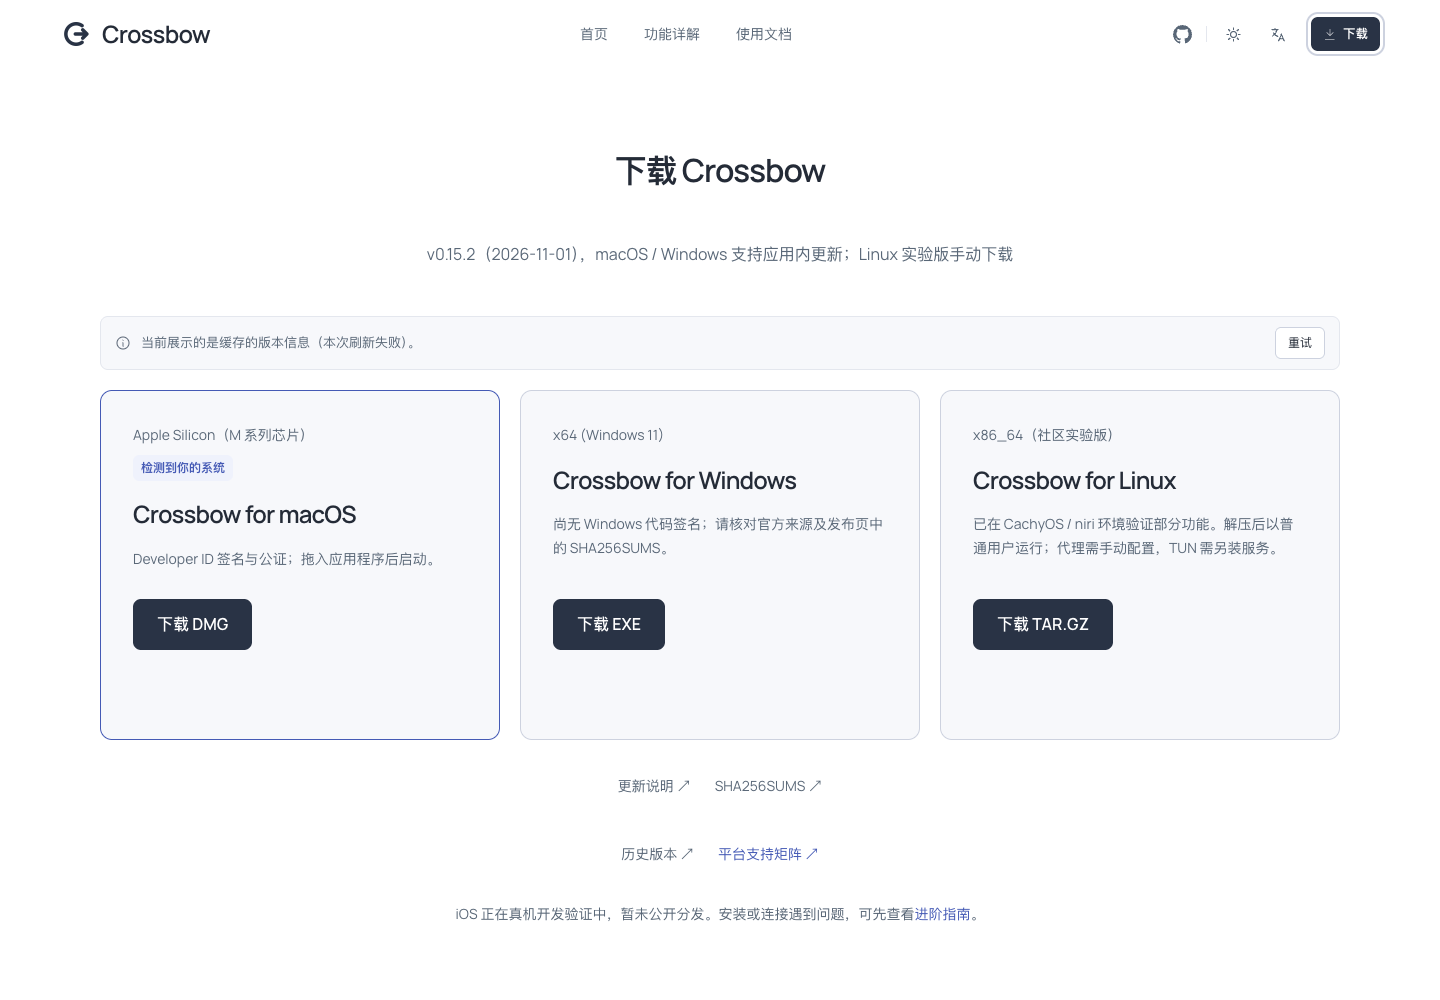 Crossbow
首页 功能详解 使用文档
下载
下载 Crossbow
v0.15.2（2026-11-01），macOS / Windows 支持应用内更新；Linux 实验版手动下载
当前展示的是缓存的版本信息（本次刷新失败）。
重试
Apple Silicon（M 系列芯片）
检测到你的系统
Crossbow for macOS
Developer ID 签名与公证；拖入应用程序后启动。
下载 DMG
x64 (Windows 11)
Crossbow for Windows
尚无 Windows 代码签名；请核对官方来源及发布页中
的 SHA256SUMS。
下载 EXE
x86_64（社区实验版）
Crossbow for Linux
已在 CachyOS / niri 环境验证部分功能。解压后以普
通用户运行；代理需手动配置，TUN 需另装服务。
下载 TAR.GZ
更新说明 ↗ SHA256SUMS ↗
历史版本 ↗ 平台支持矩阵 ↗
iOS 正在真机开发验证中，暂未公开分发。安装或连接遇到问题，可先查看进阶指南。